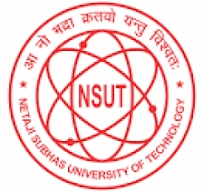 आ नो भद्राः क्रतवो यन्तु विश्वतः
NSUT
★ NETAJI SUBHAS UNIVERSITY OF TECHNOLOGY ★